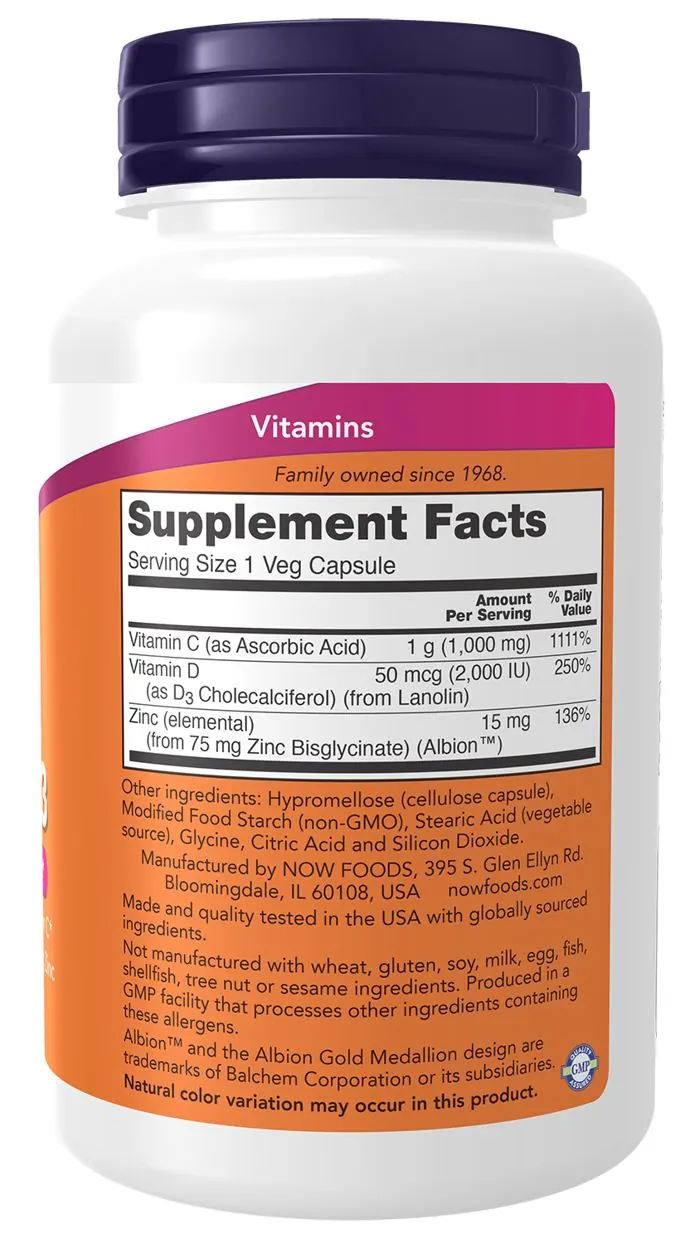 Vitamins
Family owned since 1968.
Supplement Facts
Serving Size 1 Veg Capsule
Amount Per Serving % Daily Value
Vitamin C (as Ascorbic Acid) 1 g (1,000 mg) 1111%
Vitamin D 50 mcg (2,000 IU) 250%
(as D3 Cholecalciferol) (from Lanolin)
Zinc (elemental) 15 mg 136%
(from 75 mg Zinc Bisglycinate) (Albion™)
Other ingredients: Hypromellose (cellulose capsule),
Modified Food Starch (non-GMO), Stearic Acid (vegetable
source), Glycine, Citric Acid and Silicon Dioxide.
Manufactured by NOW FOODS, 395 S. Glen Ellyn Rd.
Bloomingdale, IL 60108, USA nowfoods.com
Made and quality tested in the USA with globally sourced
ingredients.
Not manufactured with wheat, gluten, soy, milk, egg, fish,
shellfish, tree nut or sesame ingredients. Produced in a
GMP facility that processes other ingredients containing
these allergens.
Albion™ and the Albion Gold Medallion design are
trademarks of Balchem Corporation or its subsidiaries.
Natural color variation may occur in this product.
QUALITY
GMP
ASSURED
Zinc